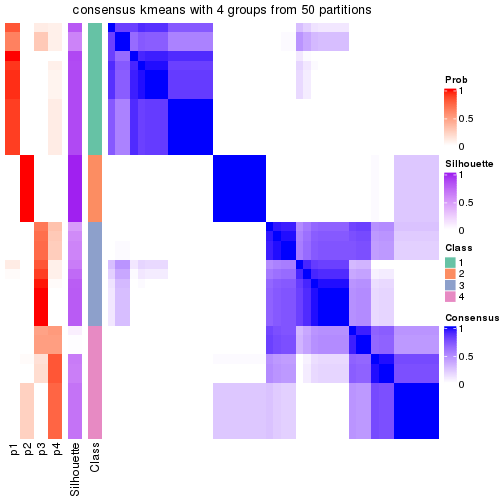 consensus kmeans with 4 groups from 50 partitions
Prob
1
0.5
0
Silhouette
1
0.5
0
Class
1
2
3
4
Consensus
1
0.5
0
p1
p2
p3
p4
Silhouette
Class